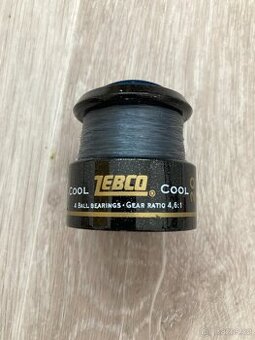 COOL ZEBCO® COOL
4 BALL BEARINGS · GEAR RATIO 4,6:1